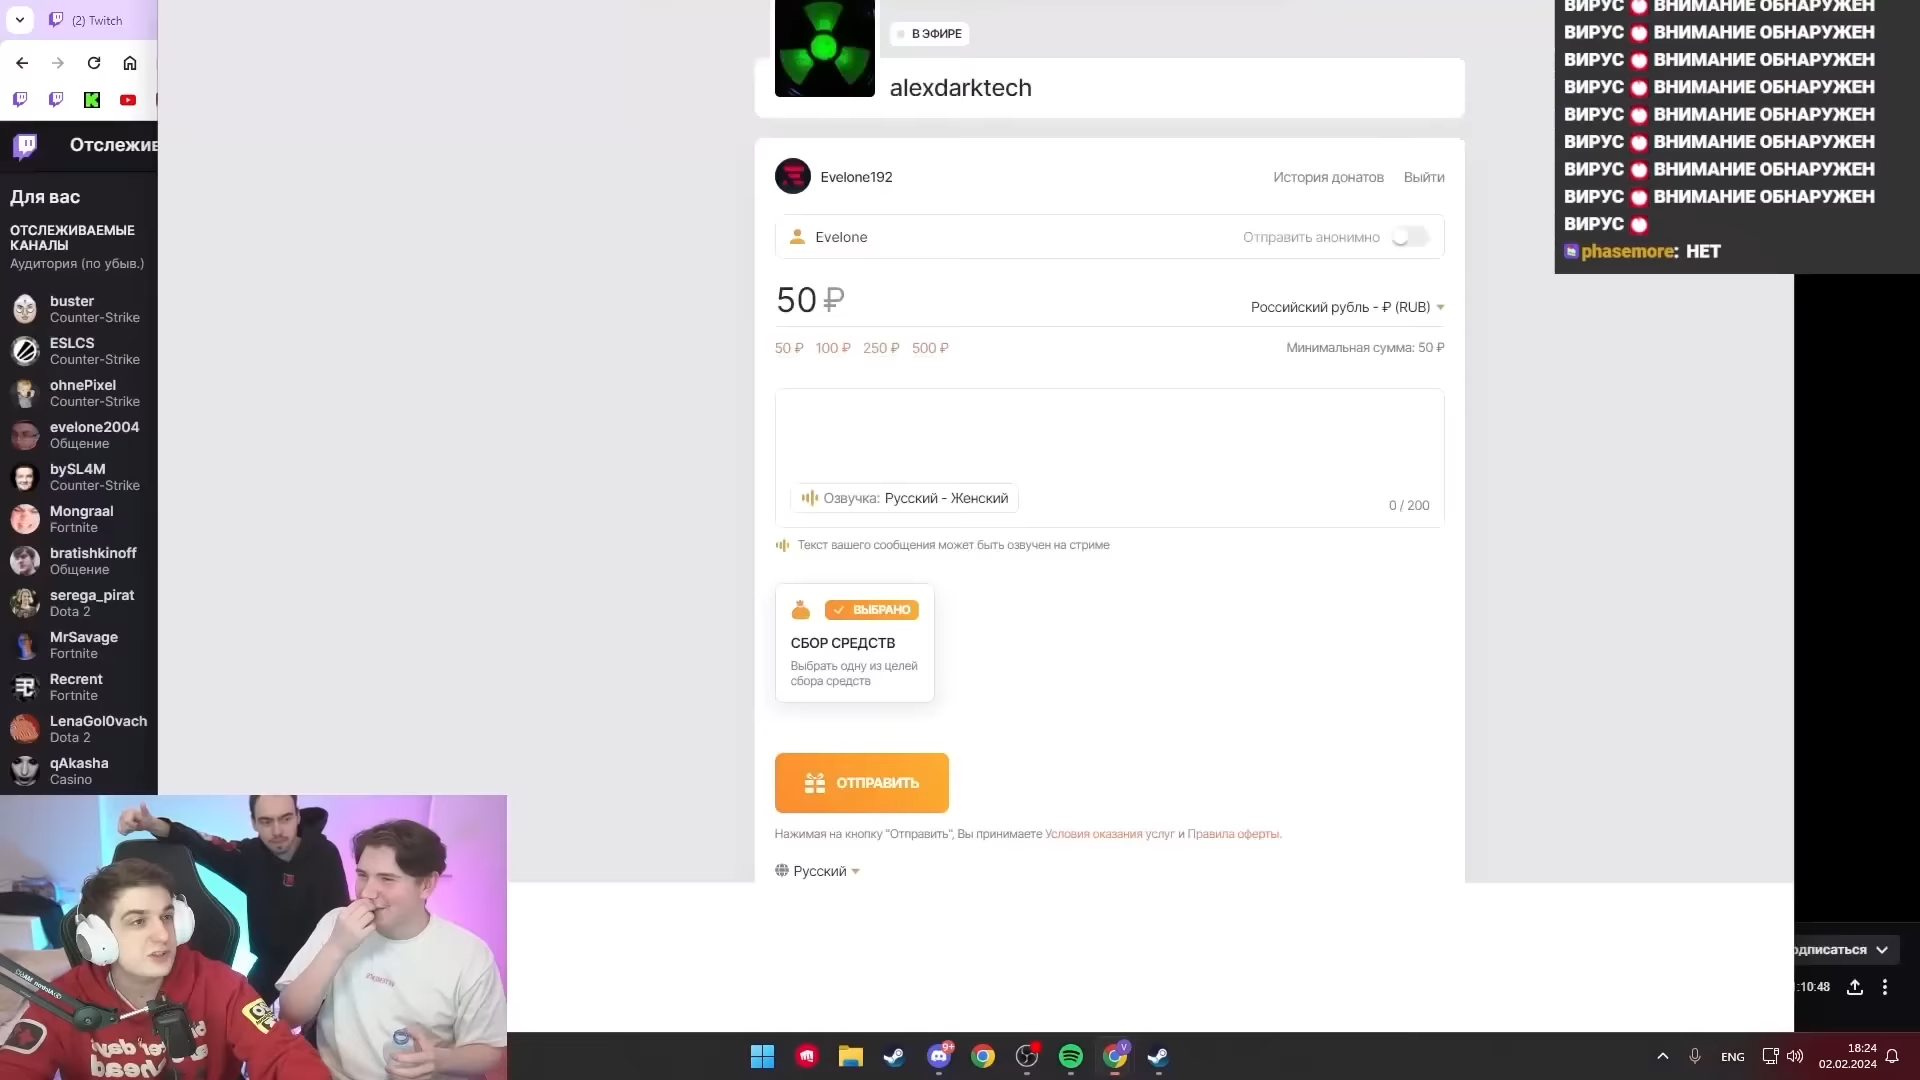 (2) Twitch
Отслежив
Для вас
ОТСЛЕЖИВАЕМЫЕ
КАНАЛЫ
Аудитория (по убыв.)
buster
Counter-Strike
ESLCS
Counter-Strike
ohnePixel
Counter-Strike
evelone2004
Общение
bySL4M
Counter-Strike
Mongraal
Fortnite
bratishkinoff
Общение
serega_pirat
Dota 2
MrSavage
Fortnite
Recrent
Fortnite
LenaGol0vach
Dota 2
qAkasha
Casino
В ЭФИРЕ
alexdarktech
Evelone192
История донатов Выйти
Evelone
Отправить анонимно
50 ₽
Российский рубль - ₽ (RUB)
50 ₽ 100 ₽ 250 ₽ 500 ₽
Минимальная сумма: 50 ₽
Озвучка: Русский - Женский
0 / 200
Текст вашего сообщения может быть озвучен на стриме
ВЫБРАНО
СБОР СРЕДСТВ
Выбрать одну из целей
сбора средств
ОТПРАВИТЬ
Нажимая на кнопку "Отправить", Вы принимаете Условия оказания услуг и Правила оферты.
Русский
ВИРУС ВНИМАНИЕ ОБНАРУЖЕН
ВИРУС ВНИМАНИЕ ОБНАРУЖЕН
ВИРУС ВНИМАНИЕ ОБНАРУЖЕН
ВИРУС ВНИМАНИЕ ОБНАРУЖЕН
ВИРУС ВНИМАНИЕ ОБНАРУЖЕН
ВИРУС ВНИМАНИЕ ОБНАРУЖЕН
ВИРУС ВНИМАНИЕ ОБНАРУЖЕН
ВИРУС ВНИМАНИЕ ОБНАРУЖЕН
ВИРУС
phasemore: НЕТ
одписаться
:10:48
9+
V
ENG
18:24
02.02.2024